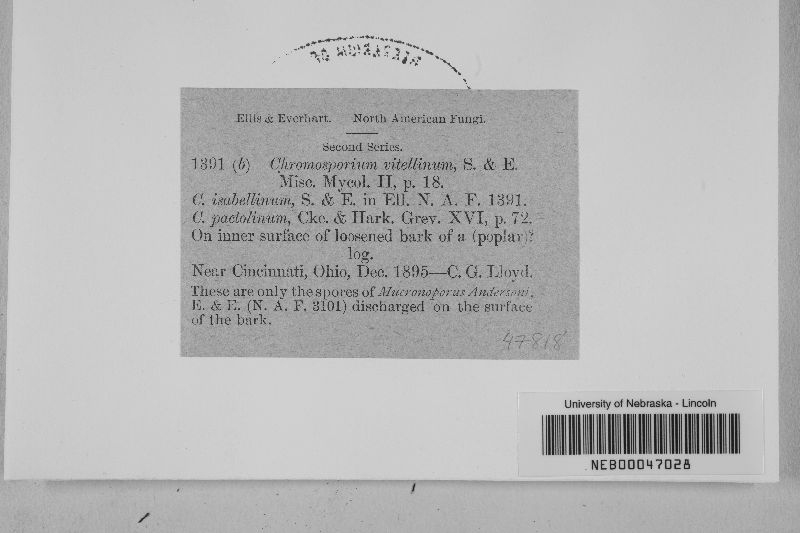 Ellis & Everhart. North American Fungi.
Second Series.
1391 (b) Chromosporium vitellinum, S. & E.
Misc. Mycol. II, p. 18.
C. isabellinum, S. & E. in Ell. N. A. F. 1391.
C. pactolinum, Cke. & Hark. Grev. XVI, p. 72.
On inner surface of loosened bark of a (poplar)?
log.
Near Cincinnati, Ohio, Dec. 1895—C. G. Lloyd.
These are only the spores of Mucronoporus Andersoni,
E. & E. (N. A. F. 3101) discharged on the surface
of the bark.
47818
University of Nebraska - Lincoln
NEB00047028